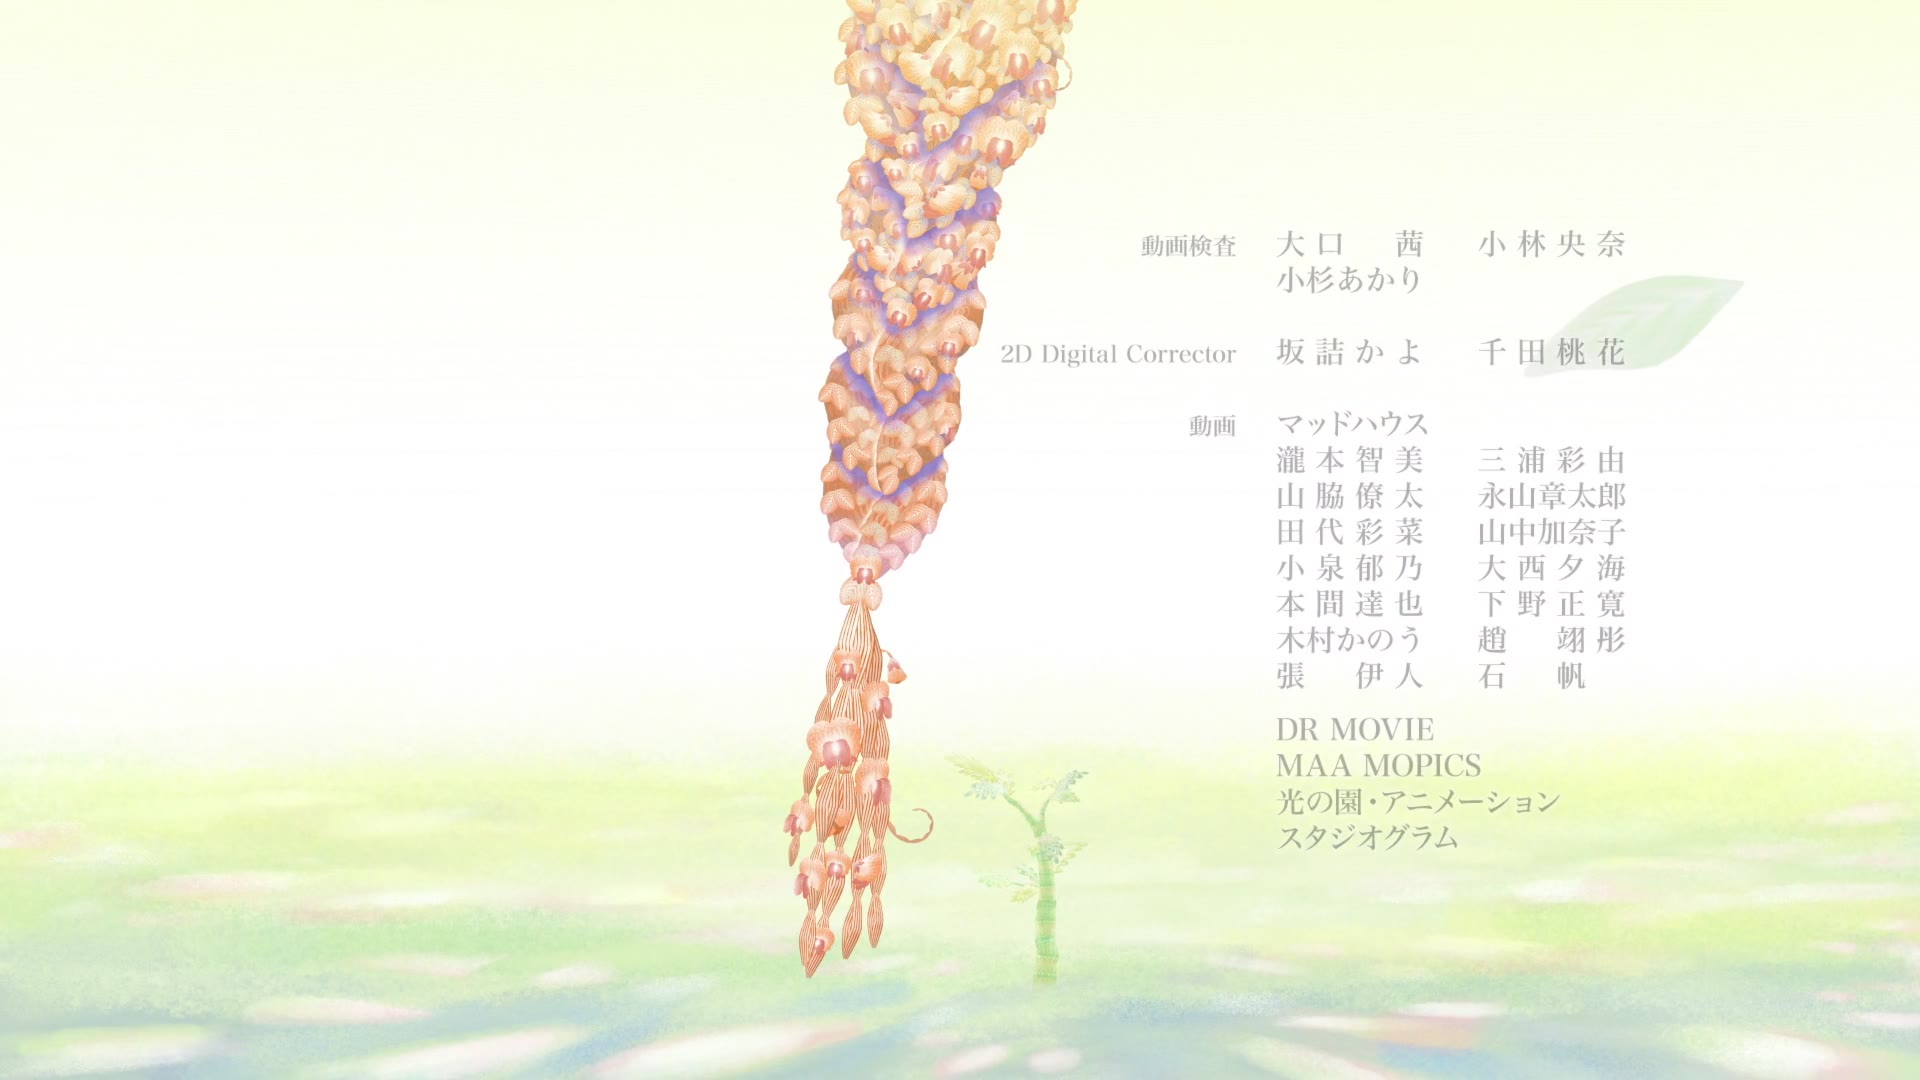 動画検査 大口 茜 小林央奈
小杉あかり
2D Digital Corrector 坂詰かよ 千田桃花
動画 マッドハウス
瀧本智美 三浦彩由
山脇僚太 永山章太郎
田代彩菜 山中加奈子
小泉郁乃 大西夕海
本間達也 下野正寛
木村かのう 趙 翊彤
張 伊人 石 帆
DR MOVIE
MAA MOPICS
光の園・アニメーション
スタジオグラム